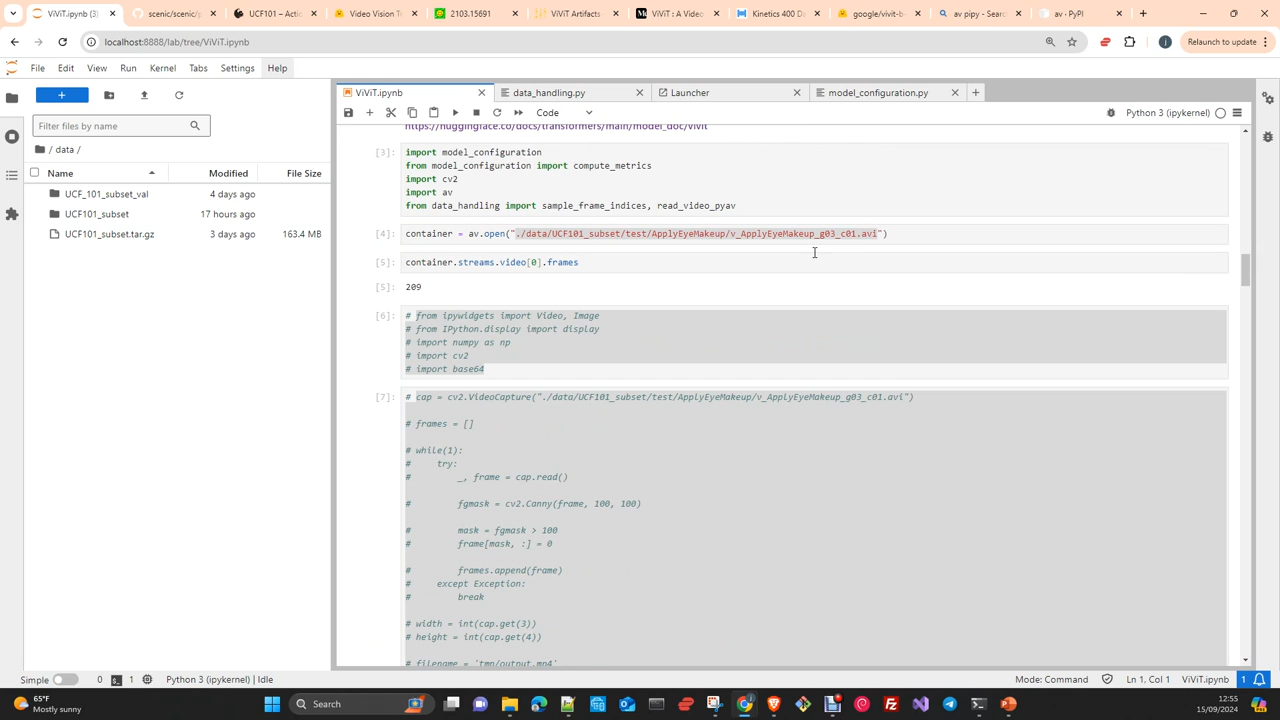 ViViT.ipynb
scenic/scenic/p
UCF101 – Actio
Video Vision T
2103.15691
ViViT Artifacts
ViViT : A Video
Kinetics 400 Da
google/vivit-b
av pipy - Searc
av · PyPI
localhost:8888/lab/tree/ViViT.ipynb
Relaunch to update
File Edit View Run Kernel Tabs Settings Help
ViViT.ipynb
data_handling.py
Launcher
model_configuration.py
Code
Python 3 (ipykernel)
Filter files by name
/ data /
Name Modified File Size
UCF_101_subset_val 4 days ago
UCF101_subset 17 hours ago
UCF101_subset.tar.gz 3 days ago 163.4 MB
https://huggingface.co/docs/transformers/main/model_doc/vivit
[3]: import model_configuration
from model_configuration import compute_metrics
import cv2
import av
from data_handling import sample_frame_indices, read_video_pyav
[4]: container = av.open("./data/UCF101_subset/test/ApplyEyeMakeup/v_ApplyEyeMakeup_g03_c01.avi")
[5]: container.streams.video[0].frames
[5]: 209
[6]: # from ipywidgets import Video, Image
# from IPython.display import display
# import numpy as np
# import cv2
# import base64
[7]: # cap = cv2.VideoCapture("./data/UCF101_subset/test/ApplyEyeMakeup/v_ApplyEyeMakeup_g03_c01.avi")
# frames = []
# while(1):
# try:
# _, frame = cap.read()
# fgmask = cv2.Canny(frame, 100, 100)
# mask = fgmask > 100
# frame[mask, :] = 0
# frames.append(frame)
# except Exception:
# break
# width = int(cap.get(3))
# height = int(cap.get(4))
# filename = 'tmp/output.mp4'
Simple 0 1 Python 3 (ipykernel) | Idle
Mode: Command Ln 1, Col 1 ViViT.ipynb 1
65°F
Mostly sunny
Search
12:55
15/09/2024